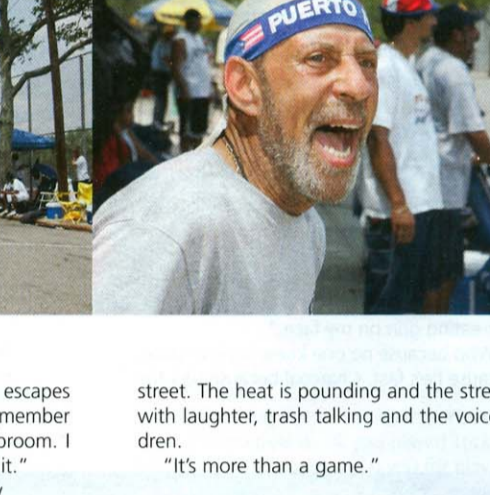 PUERTO
escapes
member
broom. I
it."
street. The heat is pounding and the stre
with laughter, trash talking and the voic
dren.
"It's more than a game."